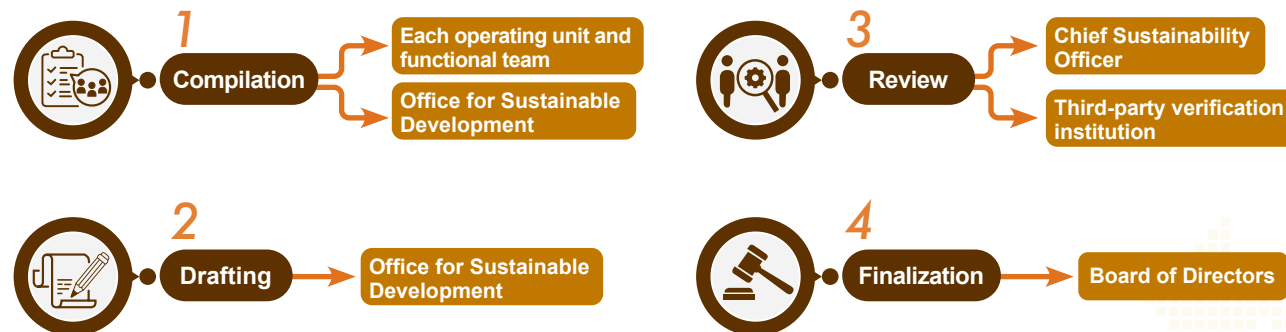 1
Compilation
Each operating unit and
functional team
Office for Sustainable
Development
2
Drafting
Office for Sustainable
Development
3
Review
Chief Sustainability
Officer
Third-party verification
institution
4
Finalization
Board of Directors